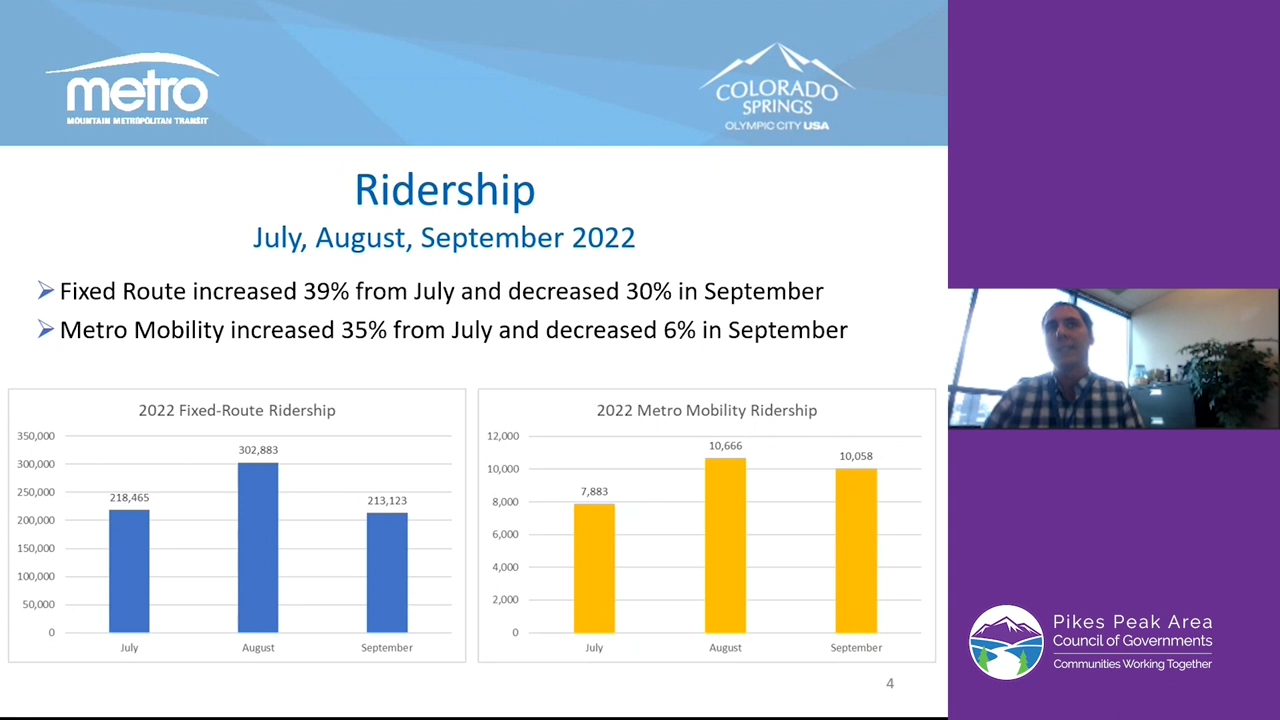 metro
MOUNTAIN METROPOLITAN TRANSIT
COLORADO
SPRINGS
OLYMPIC CITY USA
Ridership
July, August, September 2022
Fixed Route increased 39% from July and decreased 30% in September
Metro Mobility increased 35% from July and decreased 6% in September
2022 Fixed-Route Ridership
350,000
300,000
250,000
200,000
150,000
100,000
50,000
0
218,465
302,883
213,123
July
August
September
2022 Metro Mobility Ridership
12,000
10,000
8,000
6,000
4,000
2,000
0
7,883
10,666
10,058
July
August
September
4
Pikes Peak Area
Council of Governments
Communities Working Together